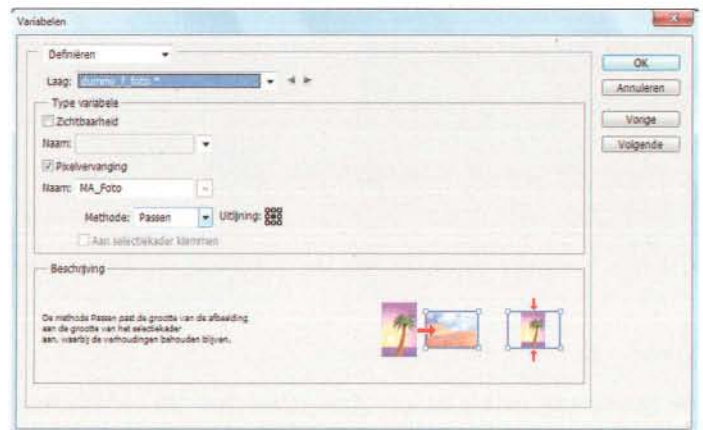 Variabelen
Definiëren
OK
Laag: dummy_f_foto *
Annuleren
Type variabele
Zichtbaarheid
Vorige
Naam:
Volgende
Pixelvervanging
Naam: MA_Foto
Methode: Passen Uitlijning:
Aan selectiekader klemmen
Beschrijving
De methode Passen past de grootte van de afbeelding
aan de grootte van het selectiekader
aan, waarbij de verhoudingen behouden blijven.